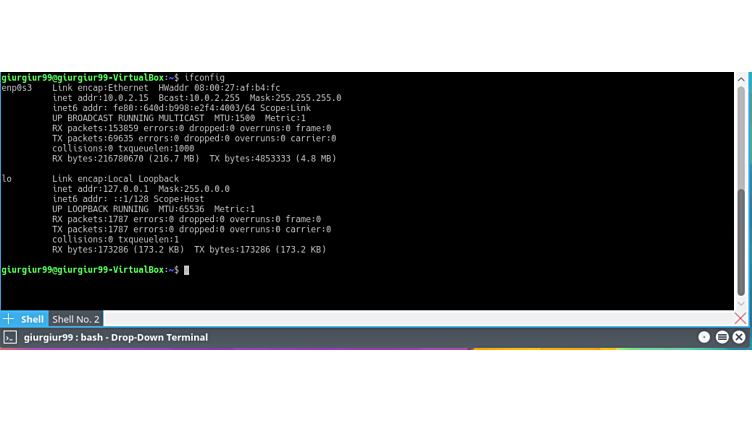 giurgiur99@giurgiur99-VirtualBox:~$ ifconfig
enp0s3    Link encap:Ethernet  HWaddr 08:00:27:af:b4:fc
          inet addr:10.0.2.15  Bcast:10.0.2.255  Mask:255.255.255.0
          inet6 addr: fe80::640d:b998:e2f4:4003/64 Scope:Link
          UP BROADCAST RUNNING MULTICAST  MTU:1500  Metric:1
          RX packets:153859 errors:0 dropped:0 overruns:0 frame:0
          TX packets:69635 errors:0 dropped:0 overruns:0 carrier:0
          collisions:0 txqueuelen:1000
          RX bytes:216780670 (216.7 MB)  TX bytes:4853333 (4.8 MB)
lo        Link encap:Local Loopback
          inet addr:127.0.0.1  Mask:255.0.0.0
          inet6 addr: ::1/128 Scope:Host
          UP LOOPBACK RUNNING  MTU:65536  Metric:1
          RX packets:1787 errors:0 dropped:0 overruns:0 frame:0
          TX packets:1787 errors:0 dropped:0 overruns:0 carrier:0
          collisions:0 txqueuelen:1
          RX bytes:173286 (173.2 KB)  TX bytes:173286 (173.2 KB)
giurgiur99@giurgiur99-VirtualBox:~$
Shell Shell No. 2
giurgiur99 : bash - Drop-Down Terminal